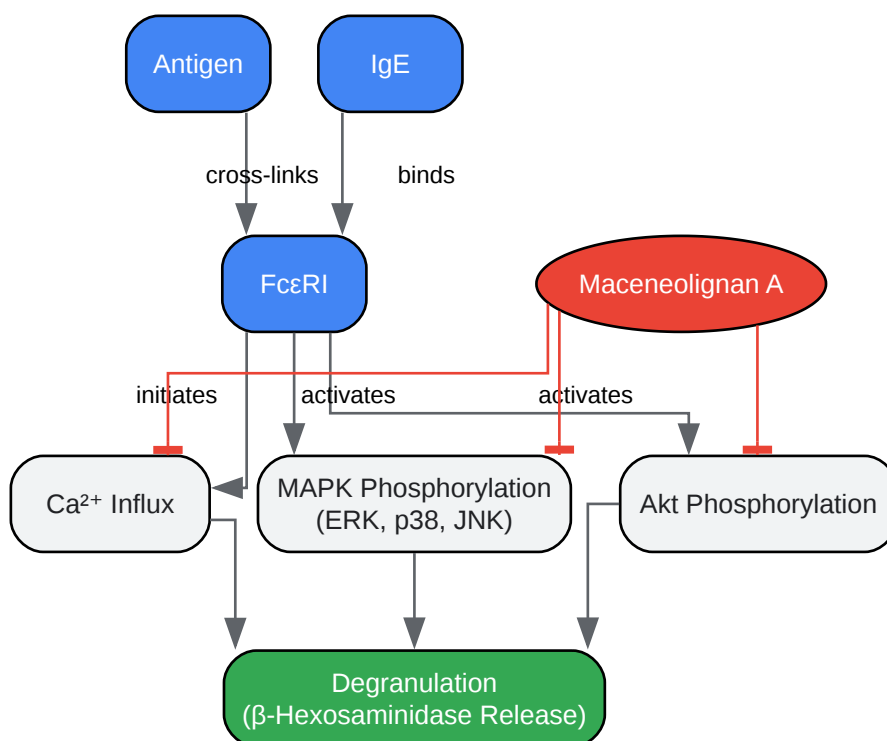 Antigen
IgE
cross-links
binds
FcεRI
Maceneolignan A
initiates
activates
activates
Ca²⁺ Influx
MAPK Phosphorylation
(ERK, p38, JNK)
Akt Phosphorylation
Degranulation
(β-Hexosaminidase Release)